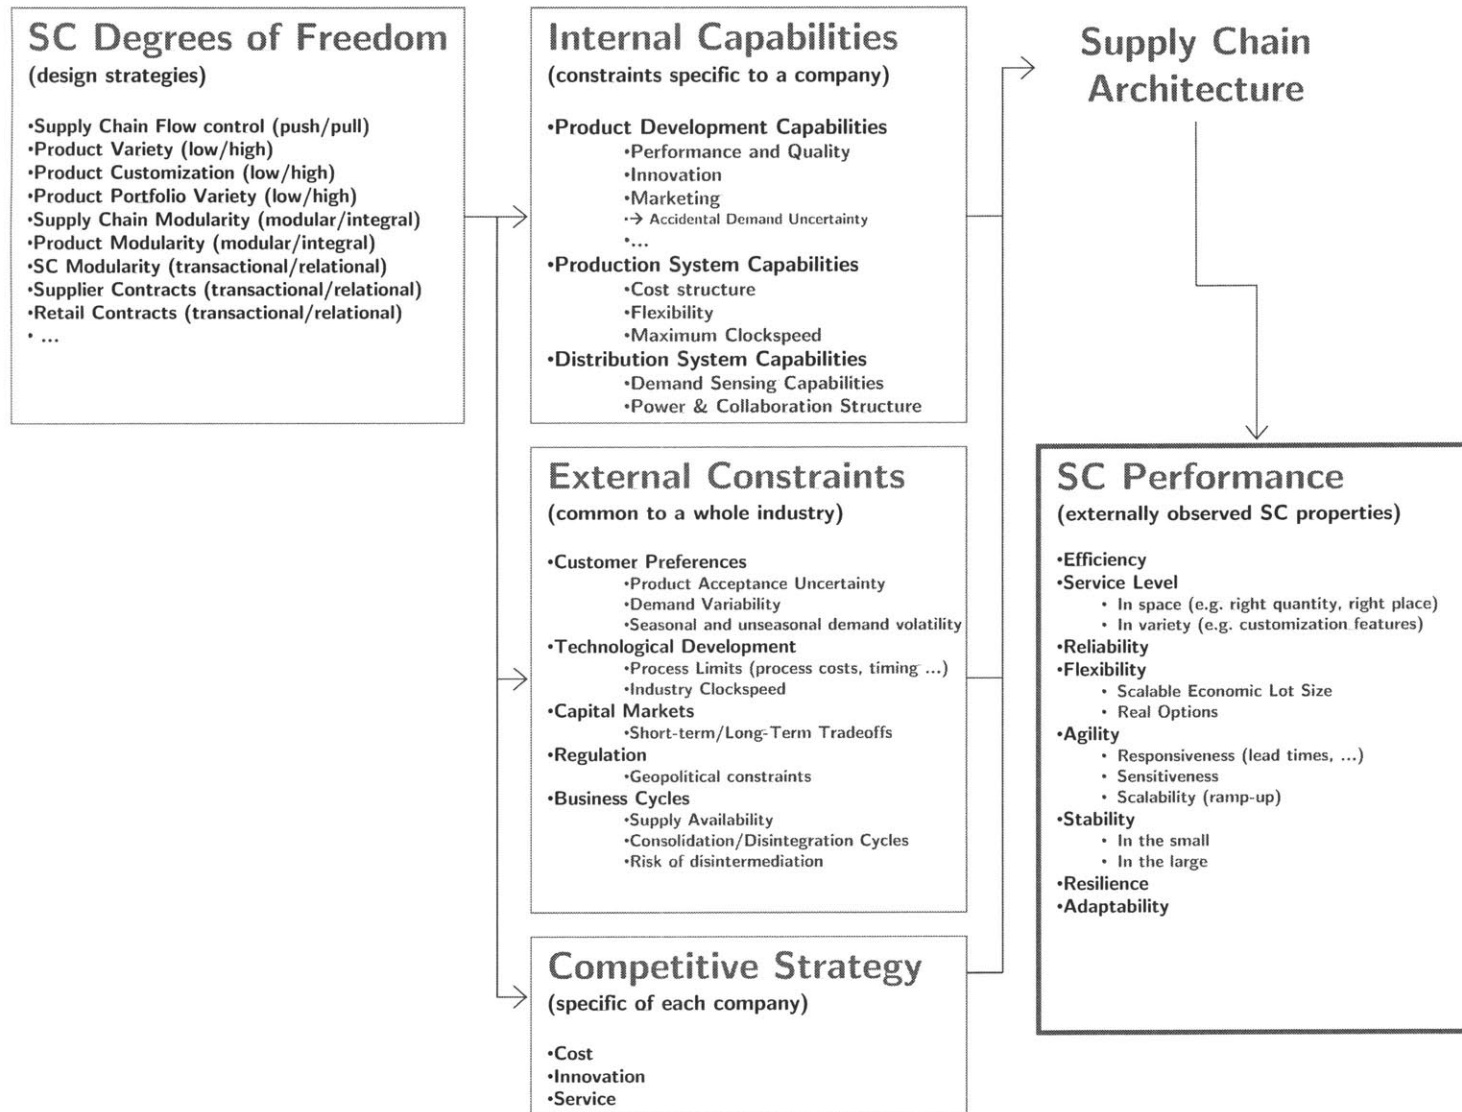 SC Degrees of Freedom
(design strategies)
•Supply Chain Flow control (push/pull)
•Product Variety (low/high)
•Product Customization (low/high)
•Product Portfolio Variety (low/high)
•Supply Chain Modularity (modular/integral)
•Product Modularity (modular/integral)
•SC Modularity (transactional/relational)
•Supplier Contracts (transactional/relational)
•Retail Contracts (transactional/relational)
• ...
Internal Capabilities
(constraints specific to a company)
•Product Development Capabilities
•Performance and Quality
•Innovation
•Marketing
•→ Accidental Demand Uncertainty
•...
•Production System Capabilities
•Cost structure
•Flexibility
•Maximum Clockspeed
•Distribution System Capabilities
•Demand Sensing Capabilities
•Power & Collaboration Structure
External Constraints
(common to a whole industry)
•Customer Preferences
•Product Acceptance Uncertainty
•Demand Variability
•Seasonal and unseasonal demand volatility
•Technological Development
•Process Limits (process costs, timing ...)
•Industry Clockspeed
•Capital Markets
•Short-term/Long-Term Tradeoffs
•Regulation
•Geopolitical constraints
•Business Cycles
•Supply Availability
•Consolidation/Disintegration Cycles
•Risk of disintermediation
Competitive Strategy
(specific of each company)
•Cost
•Innovation
•Service
Supply Chain
Architecture
SC Performance
(externally observed SC properties)
•Efficiency
•Service Level
• In space (e.g. right quantity, right place)
• In variety (e.g. customization features)
•Reliability
•Flexibility
• Scalable Economic Lot Size
• Real Options
•Agility
• Responsiveness (lead times, ...)
• Sensitiveness
• Scalability (ramp-up)
•Stability
• In the small
• In the large
•Resilience
•Adaptability